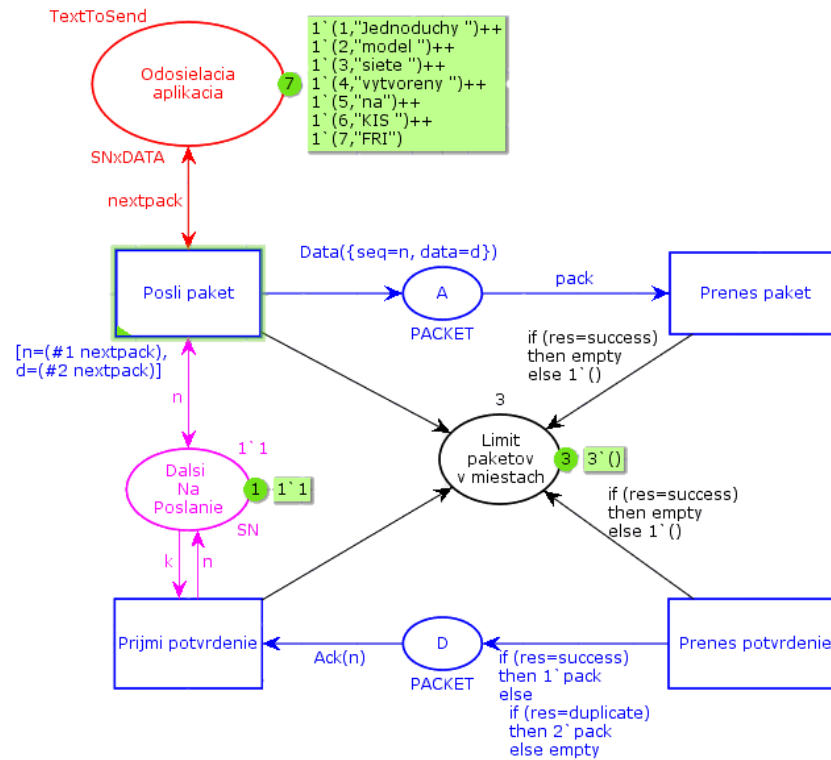 TextToSend
Odosielacia
aplikacia
7
1`(1,"Jednoduchy ")++
1`(2,"model ")++
1`(3,"siete ")++
1`(4,"vytvoreny ")++
1`(5,"na")++
1`(6,"KIS ")++
1`(7,"FRI")
SNxDATA
nextpack
Posli paket
Data({seq=n, data=d})
A
PACKET
pack
Prenes paket
[n=(#1 nextpack),
d=(#2 nextpack)]
if (res=success)
then empty
else 1`()
n
3
Limit
paketov
v miestach
3
3`()
1`1
Dalsi
Na
Poslanie
1
1`1
SN
if (res=success)
then empty
else 1`()
k
n
Prijmi potvrdenie
Ack(n)
D
PACKET
if (res=success)
then 1`pack
else
if (res=duplicate)
then 2`pack
else empty
Prenes potvrdenie